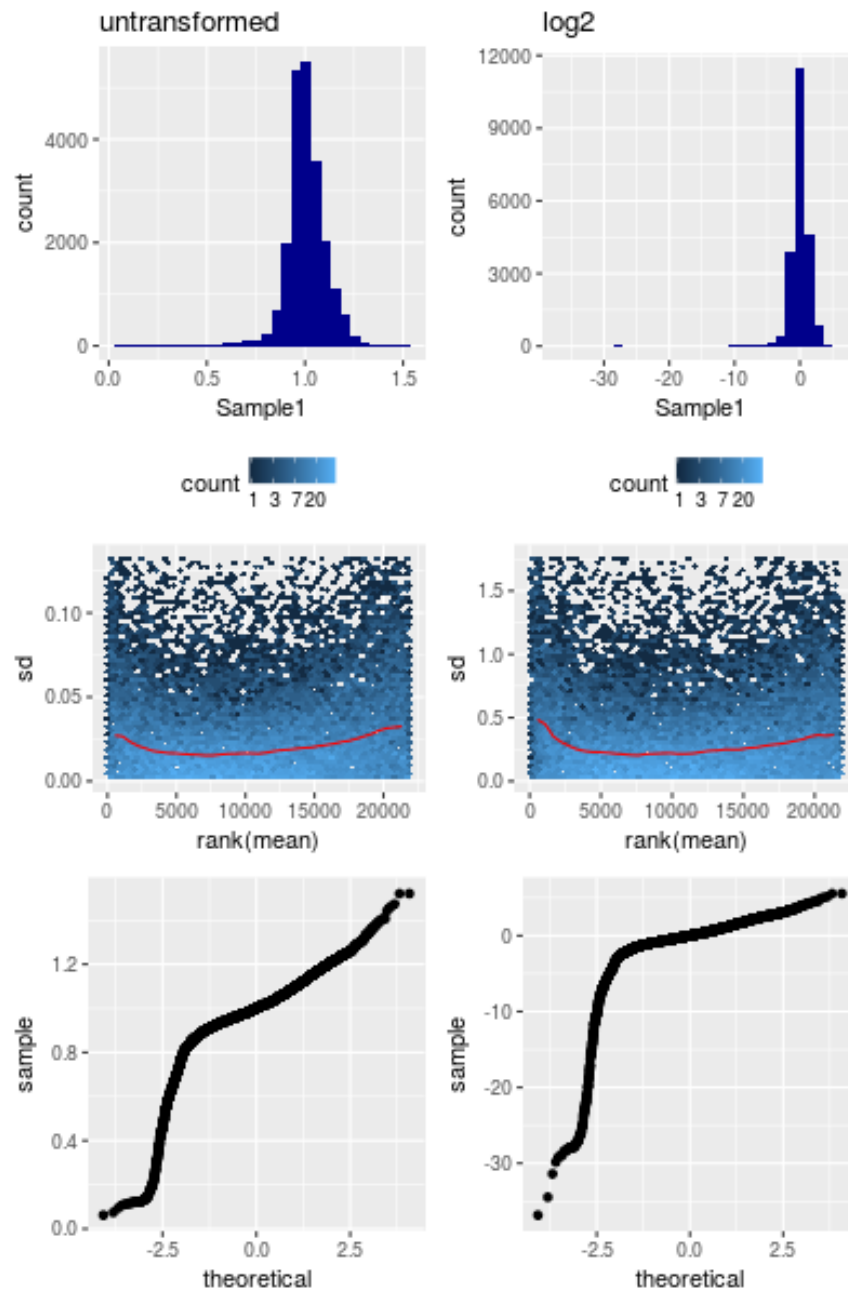 untransformed
4000
2000
0
count
0.0 0.5 1.0 1.5
Sample1
log2
12000
9000
6000
3000
0
count
-30 -20 -10 0
Sample1
count
1 3 7 20
count
1 3 7 20
0.10
0.05
0.00
sd
0 5000 10000 15000 20000
rank(mean)
1.5
1.0
0.5
0.0
sd
0 5000 10000 15000 20000
rank(mean)
1.2
0.8
0.4
0.0
sample
-2.5 0.0 2.5
theoretical
0
-10
-20
-30
sample
-2.5 0.0 2.5
theoretical